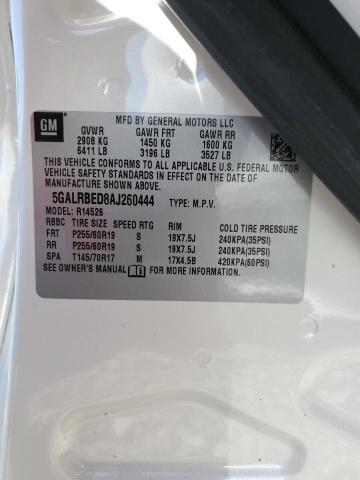 GM
MFD BY GENERAL MOTORS LLC
GVWR GAWR FRT GAWR RR
2908 KG 1450 KG 1600 KG
6411 LB 3196 LB 3527 LB
THIS VEHICLE CONFORMS TO ALL APPLICABLE U.S. FEDERAL MOTOR
VEHICLE SAFETY STANDARDS IN EFFECT ON THE DATE OF
MANUFACTURE SHOWN ABOVE.
5GALRBED8AJ260444 TYPE: M.P.V.
MODEL: R14526
RBBC TIRE SIZE SPEED RTG RIM COLD TIRE PRESSURE
FRT P255/60R19 S 19X7.5J 240KPA(35PSI)
RR P255/60R19 S 19X7.5J 240KPA(35PSI)
SPA T145/70R17 M 17X4.5B 420KPA(60PSI)
SEE OWNER'S MANUAL FOR MORE INFORMATION.